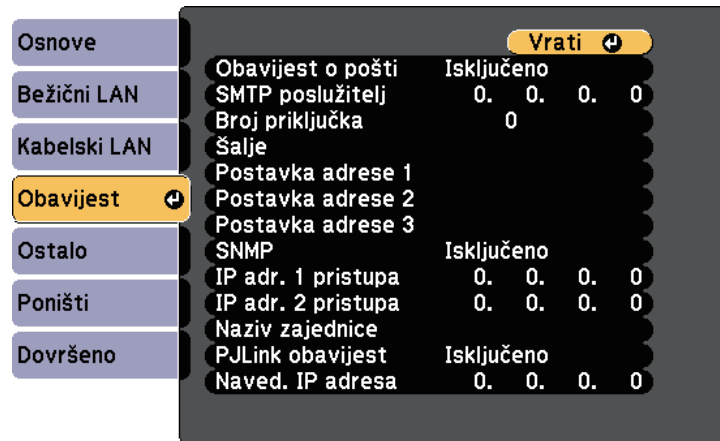 Osnove
Bežični LAN
Kabelski LAN
Obavijest
Ostalo
Poništi
Dovršeno
Vrati
Obavijest o pošti Isključeno
SMTP poslužitelj 0. 0. 0. 0
Broj priključka 0
Šalje
Postavka adrese 1
Postavka adrese 2
Postavka adrese 3
SNMP Isključeno
IP adr. 1 pristupa 0. 0. 0. 0
IP adr. 2 pristupa 0. 0. 0. 0
Naziv zajednice
PJLink obavijest Isključeno
Naved. IP adresa 0. 0. 0. 0